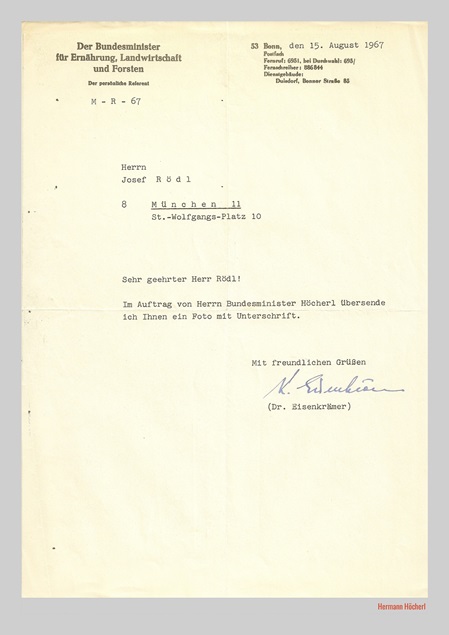 Der Bundesminister
für Ernährung, Landwirtschaft
und Forsten
Der persönliche Referent
M - R - 67
53 Bonn, den 15. August 1967
Postfach
Fernruf: 6951, bei Durchwahl: 695/
Fernschreiber: 886844
Dienstgebäude:
Duisdorf, Bonner Straße 85
Herrn
Josef R ö d l
8 M ü n c h e n 11
St.-Wolfgangs-Platz 10
Sehr geehrter Herr Rödl!
Im Auftrag von Herrn Bundesminister Höcherl übersende
ich Ihnen ein Foto mit Unterschrift.
Mit freundlichen Grüßen
K. Eisenkrämer
(Dr. Eisenkrämer)
Hermann Höcherl